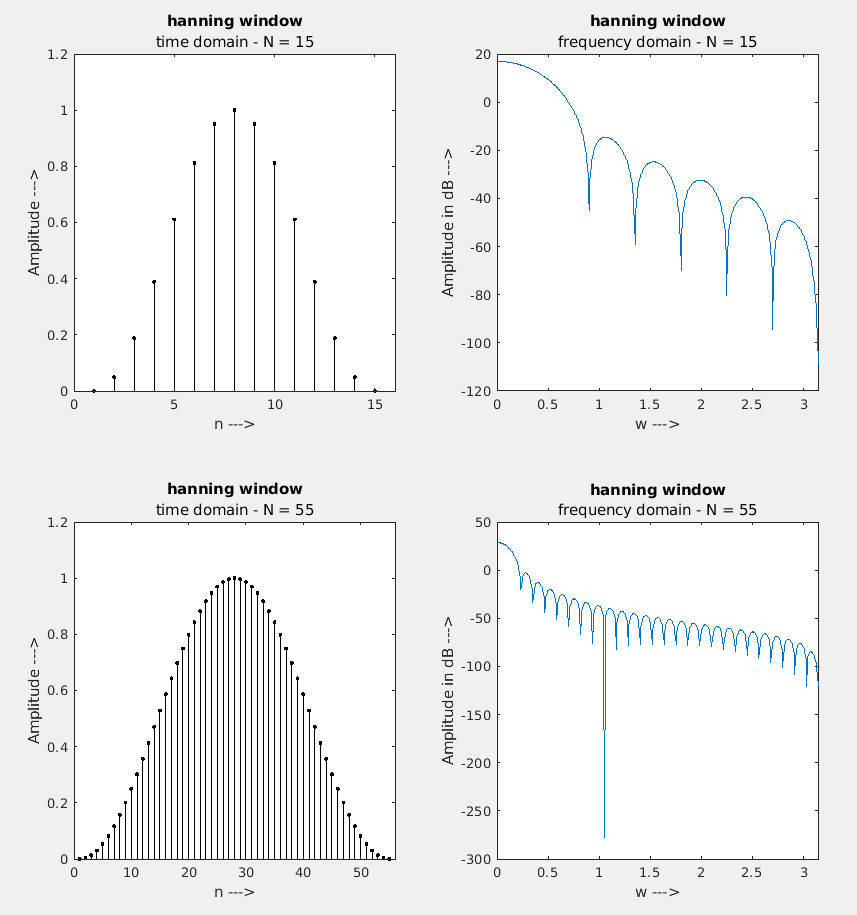 hanning window
time domain - N = 15
1.2
1
0.8
0.6
0.4
0.2
0
0 5 10 15
Amplitude --->
n --->
hanning window
frequency domain - N = 15
20
0
-20
-40
-60
-80
-100
-120
0 0.5 1 1.5 2 2.5 3
Amplitude in dB --->
w --->
hanning window
time domain - N = 55
1.2
1
0.8
0.6
0.4
0.2
0
0 10 20 30 40 50
Amplitude --->
n --->
hanning window
frequency domain - N = 55
50
0
-50
-100
-150
-200
-250
-300
0 0.5 1 1.5 2 2.5 3
Amplitude in dB --->
w --->